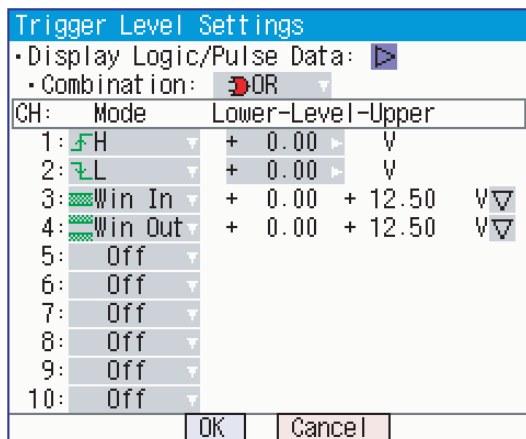 Trigger Level Settings
・Display Logic/Pulse Data:
・Combination: OR
CH: Mode Lower-Level-Upper
1: H + 0.00 V
2: L + 0.00 V
3: Win In + 0.00 + 12.50 V
4: Win Out + 0.00 + 12.50 V
5: Off
6: Off
7: Off
8: Off
9: Off
10: Off
OK Cancel